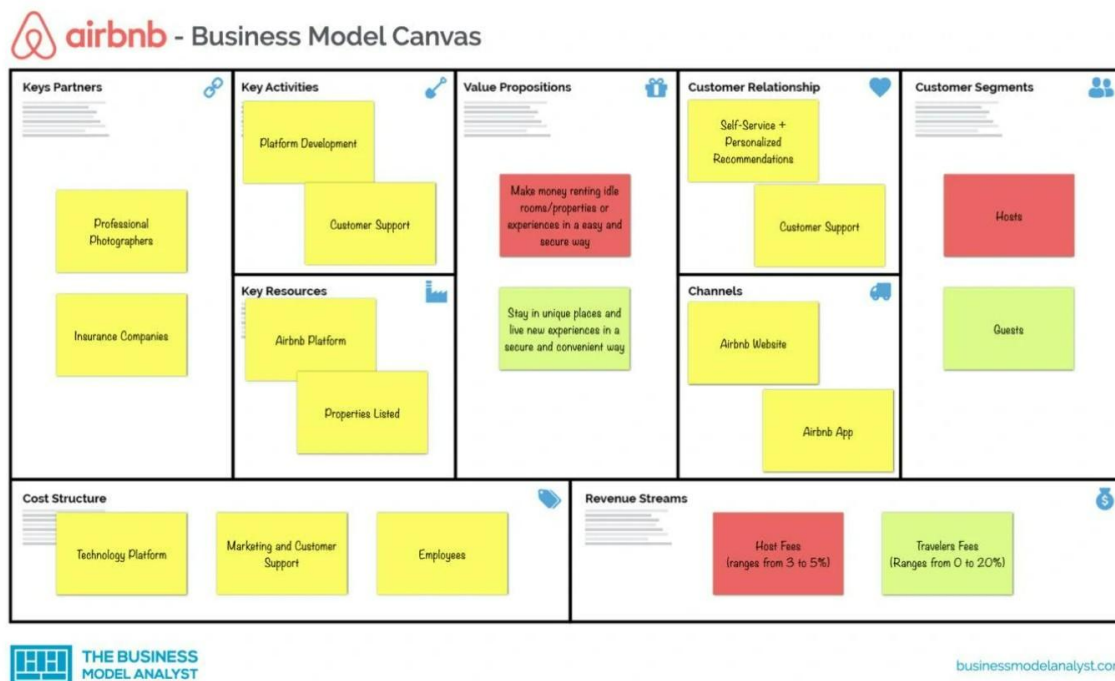 airbnb - Business Model Canvas
Keys Partners
Professional
Photographers
Insurance Companies
Key Activities
Platform Development
Customer Support
Key Resources
Airbnb Platform
Properties Listed
Value Propositions
Make money renting idle
rooms/properties or
experiences in a easy and
secure way
Stay in unique places and
live new experiences in a
secure and convenient way
Customer Relationship
Self-Service +
Personalized
Recommendations
Customer Support
Channels
Airbnb Website
Airbnb App
Customer Segments
Hosts
Guests
Cost Structure
Technology Platform
Marketing and Customer
Support
Employees
Revenue Streams
Host Fees
(ranges from 3 to 5%)
Travelers Fees
(Ranges from 0 to 20%)
$
THE BUSINESS
MODEL ANALYST
businessmodelanalyst.com